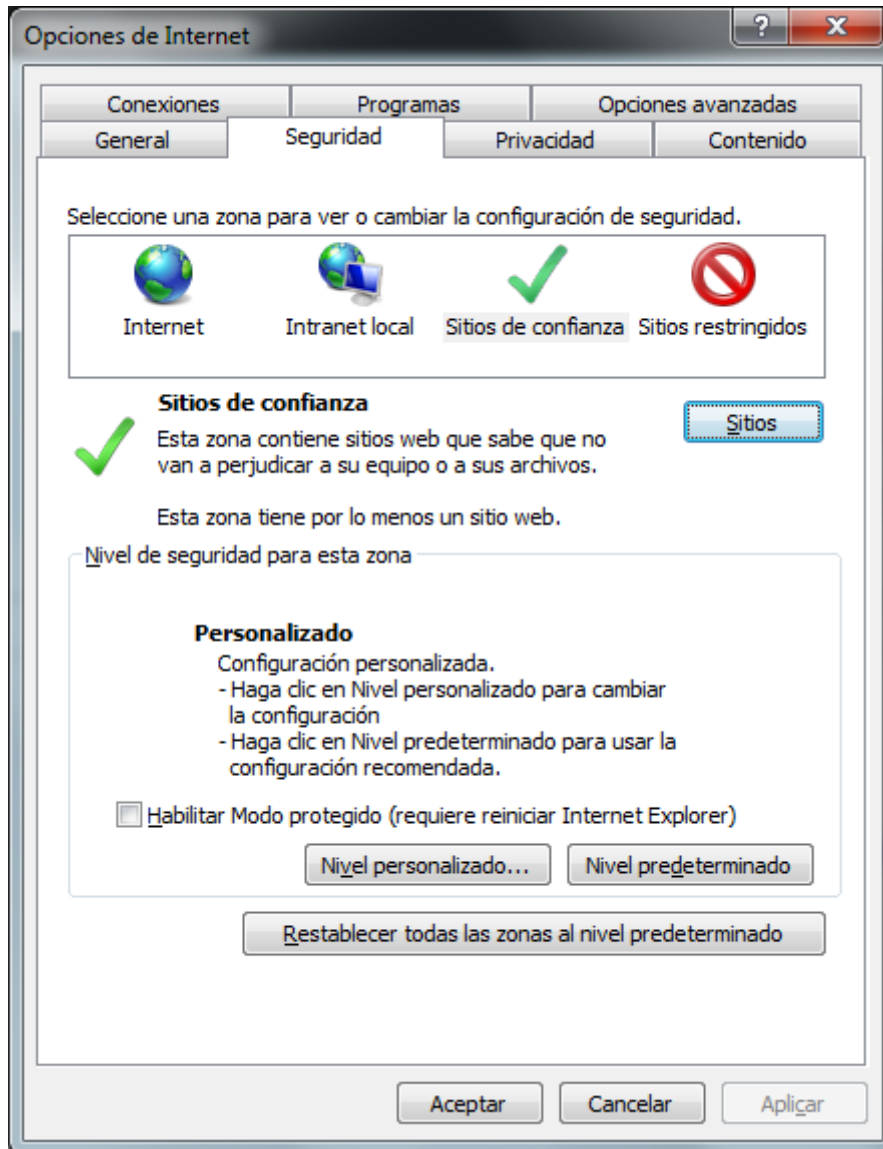 Opciones de Internet
Conexiones Programas Opciones avanzadas
General Seguridad Privacidad Contenido
Seleccione una zona para ver o cambiar la configuración de seguridad.
Internet Intranet local Sitios de confianza Sitios restringidos
Sitios de confianza
Sitios
Esta zona contiene sitios web que sabe que no
van a perjudicar a su equipo o a sus archivos.
Esta zona tiene por lo menos un sitio web.
Nivel de seguridad para esta zona
Personalizado
Configuración personalizada.
- Haga clic en Nivel personalizado para cambiar
la configuración
- Haga clic en Nivel predeterminado para usar la
configuración recomendada.
Habilitar Modo protegido (requiere reiniciar Internet Explorer)
Nivel personalizado... Nivel predeterminado
Restablecer todas las zonas al nivel predeterminado
Aceptar Cancelar Aplicar